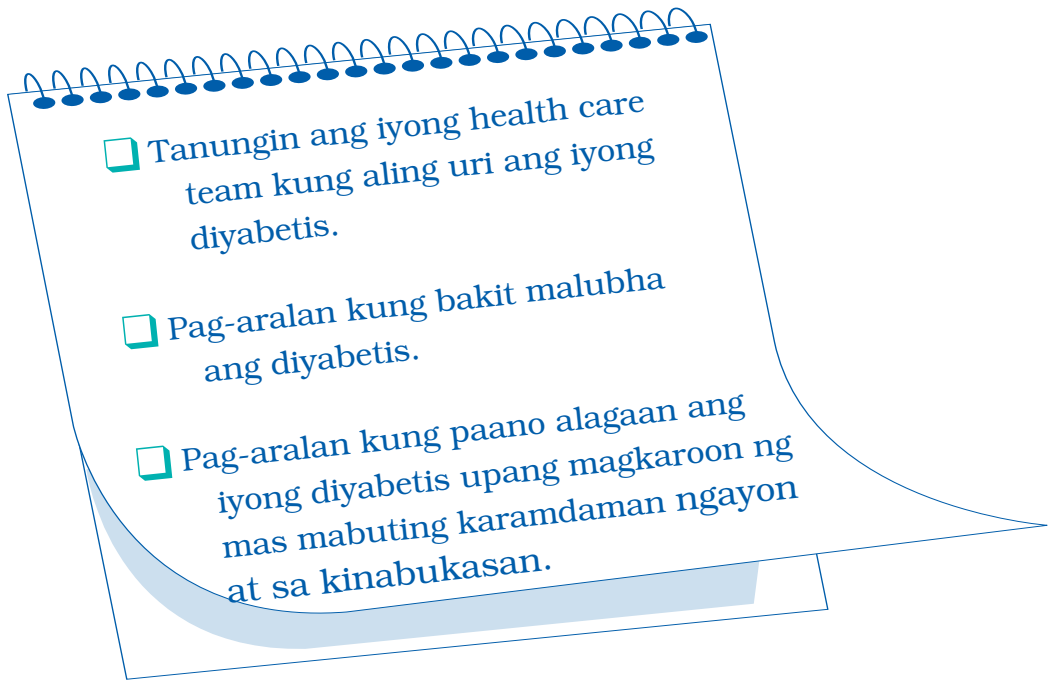 Tanungin ang iyong health care
team kung aling uri ang iyong
diyabetis.
Pag-aralan kung bakit malubha
ang diyabetis.
Pag-aralan kung paano alagaan ang
iyong diyabetis upang magkaroon ng
mas mabuting karamdaman ngayon
at sa kinabukasan.